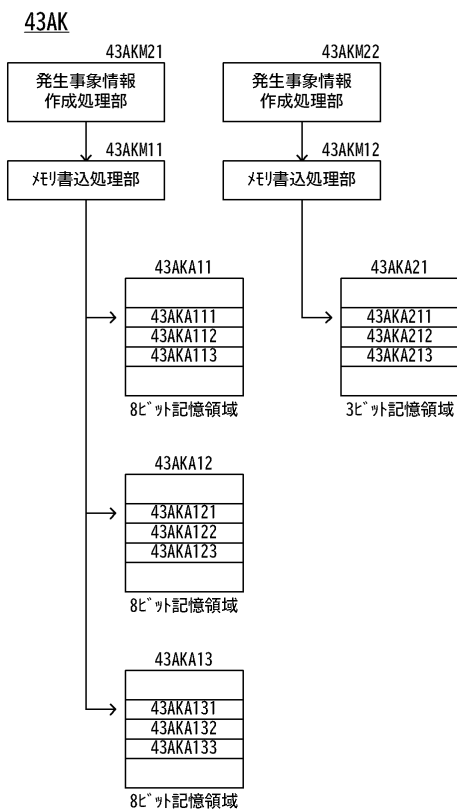 43AK
43AKM21
発生事象情報
作成処理部
43AKM22
発生事象情報
作成処理部
43AKM11
ﾒﾓﾘ書込処理部
43AKM12
ﾒﾓﾘ書込処理部
43AKA11
43AKA111
43AKA112
43AKA113
8ﾋﾞｯﾄ記憶領域
43AKA21
43AKA211
43AKA212
43AKA213
3ﾋﾞｯﾄ記憶領域
43AKA12
43AKA121
43AKA122
43AKA123
8ﾋﾞｯﾄ記憶領域
43AKA13
43AKA131
43AKA132
43AKA133
8ﾋﾞｯﾄ記憶領域